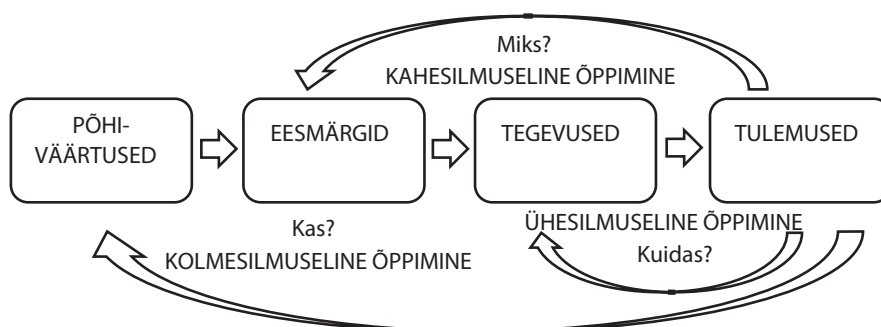 Miks?
KAHESILMUSELINE ÕPPIMINE
PÕHI-
VÄÄRTUSED
EESMÄRGID
TEGEVUSED
TULEMUSED
Kas?
KOLMESILMUSELINE ÕPPIMINE
ÜHESILMUSELINE ÕPPIMINE
Kuidas?